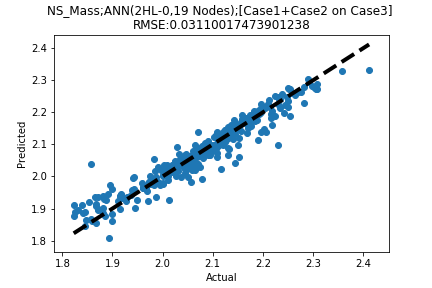 NS_Mass;ANN(2HL-0,19 Nodes);[Case1+Case2 on Case3]
RMSE:0.03110017473901238
2.4
2.3
2.2
2.1
2.0
1.9
1.8
Predicted
1.8 1.9 2.0 2.1 2.2 2.3 2.4
Actual